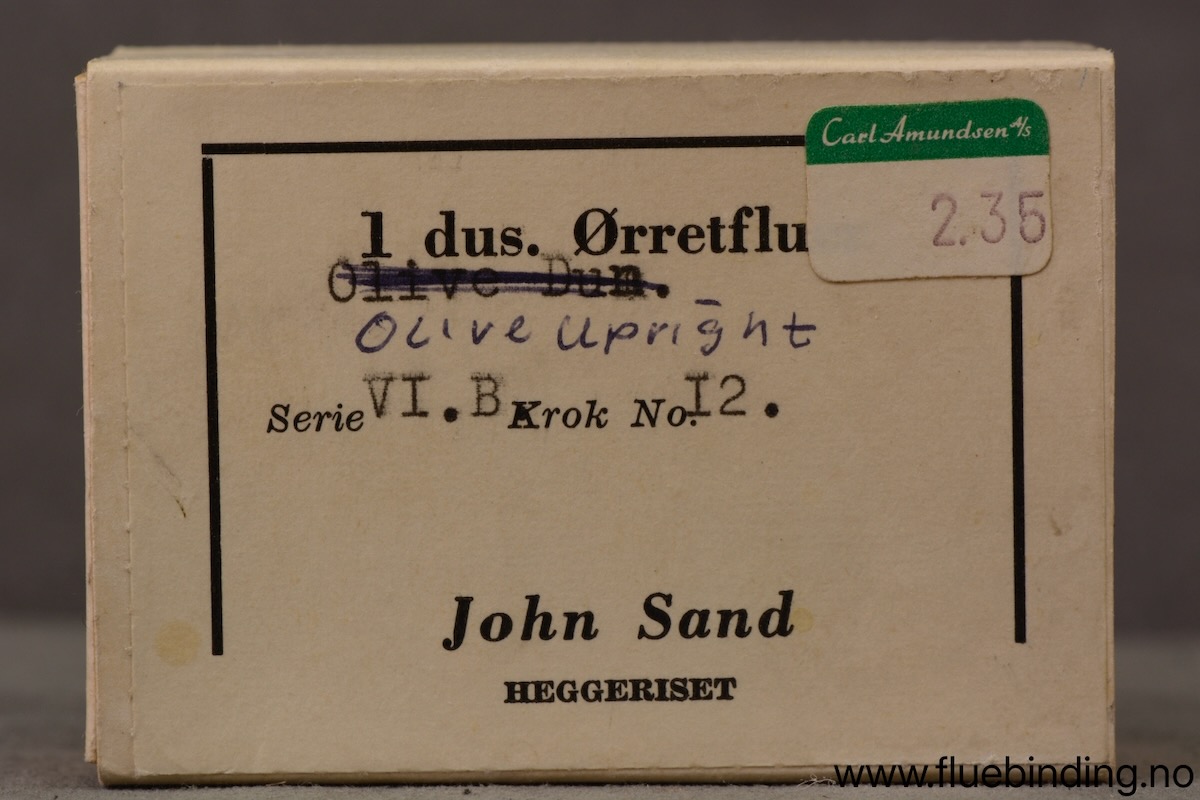 Carl Amundsen A/s
2.35
1 dus. Ørretflu
Olive Dun.
Olive Upright
Serie VI.B. Krok No. I2.
John Sand
HEGGERISET
www.fluebinding.no